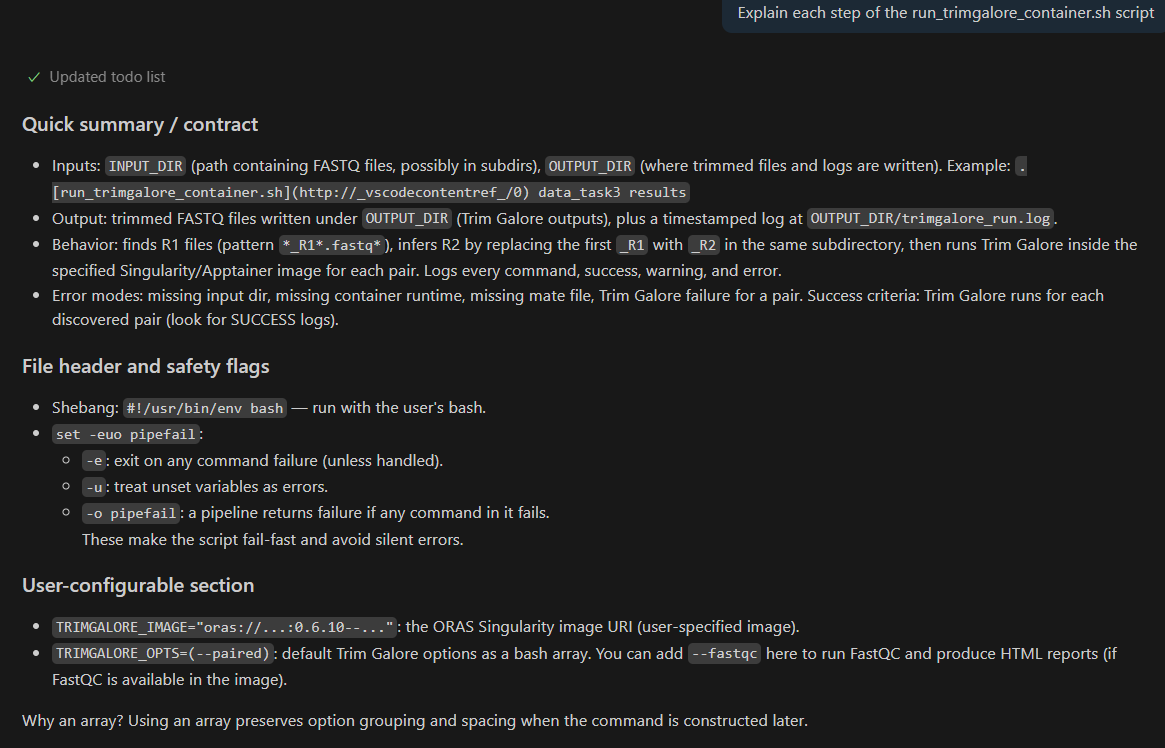 Explain each step of the run_trimgalore_container.sh script
Updated todo list
Quick summary / contract
Inputs: INPUT_DIR (path containing FASTQ files, possibly in subdirs), OUTPUT_DIR (where trimmed files and logs are written). Example: .
[run_trimgalore_container.sh](http://_vscodecontentref_/0) data_task3 results
Output: trimmed FASTQ files written under OUTPUT_DIR (Trim Galore outputs), plus a timestamped log at OUTPUT_DIR/trimgalore_run.log.
Behavior: finds R1 files (pattern *_R1*.fastq*), infers R2 by replacing the first _R1 with _R2 in the same subdirectory, then runs Trim Galore inside the
specified Singularity/Apptainer image for each pair. Logs every command, success, warning, and error.
Error modes: missing input dir, missing container runtime, missing mate file, Trim Galore failure for a pair. Success criteria: Trim Galore runs for each
discovered pair (look for SUCCESS logs).
File header and safety flags
Shebang: #!/usr/bin/env bash — run with the user's bash.
set -euo pipefail:
-e: exit on any command failure (unless handled).
-u: treat unset variables as errors.
-o pipefail: a pipeline returns failure if any command in it fails.
These make the script fail-fast and avoid silent errors.
User-configurable section
TRIMGALORE_IMAGE="oras://...:0.6.10--...": the ORAS Singularity image URI (user-specified image).
TRIMGALORE_OPTS=(--paired): default Trim Galore options as a bash array. You can add --fastqc here to run FastQC and produce HTML reports (if
FastQC is available in the image).
Why an array? Using an array preserves option grouping and spacing when the command is constructed later.